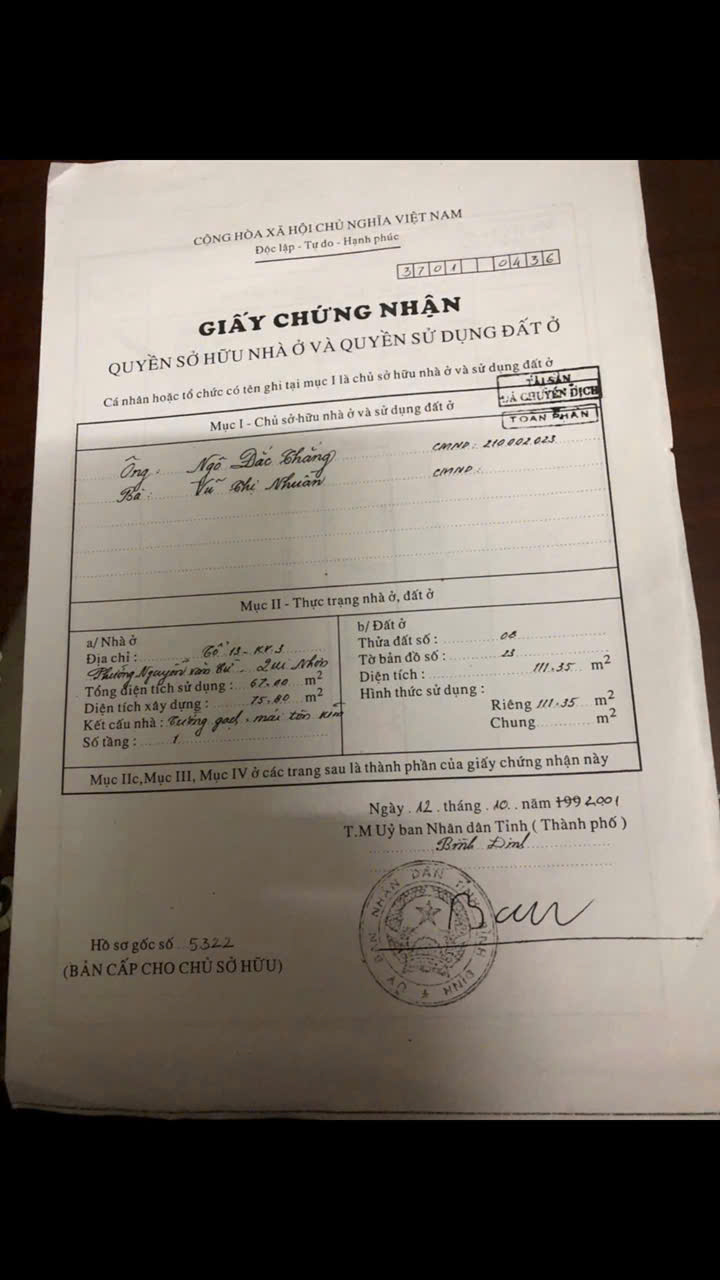 CỘNG HÒA XÃ HỘI CHỦ NGHĨA VIỆT NAM
Độc lập - Tự do - Hạnh phúc
3701 0436
GIẤY CHỨNG NHẬN
QUYỀN SỞ HỮU NHÀ Ở VÀ QUYỀN SỬ DỤNG ĐẤT Ở
Cá nhân hoặc tổ chức có tên ghi tại mục I là chủ sở hữu nhà ở và sử dụng đất ở
TÀI SẢN
ĐÃ CHUYỂN DỊCH
TOÀN PHẦN
Mục I - Chủ sở hữu nhà ở và sử dụng đất ở
Ông: Ngô Đắc Thắng CMND: 210002.023
Bà: Vũ Thị Nhuần CMND:
Mục II - Thực trạng nhà ở, đất ở
a/ Nhà ở
Địa chỉ: Tổ 13 - KV.3
Phường Nguyễn Văn Cừ - Qui Nhơn
Tổng diện tích sử dụng: 67.00 m2
Diện tích xây dựng: 75.80 m2
Kết cấu nhà: Tường gạch, mái tôn
Số tầng: 1
b/ Đất ở
Thửa đất số: 08
Tờ bản đồ số: 23
Diện tích: 111.35 m2
Hình thức sử dụng:
Riêng 111.35 m2
Chung m2
Mục IIc, Mục III, Mục IV ở các trang sau là thành phần của giấy chứng nhận này
Ngày 12 tháng 10 năm 199 2001
T.M Uỷ ban Nhân dân Tỉnh ( Thành phố )
Bình Định
ỦY BAN NHÂN DÂN TỈNH BÌNH ĐỊNH
Hồ sơ gốc số 5322
(BẢN CẤP CHO CHỦ SỞ HỮU)